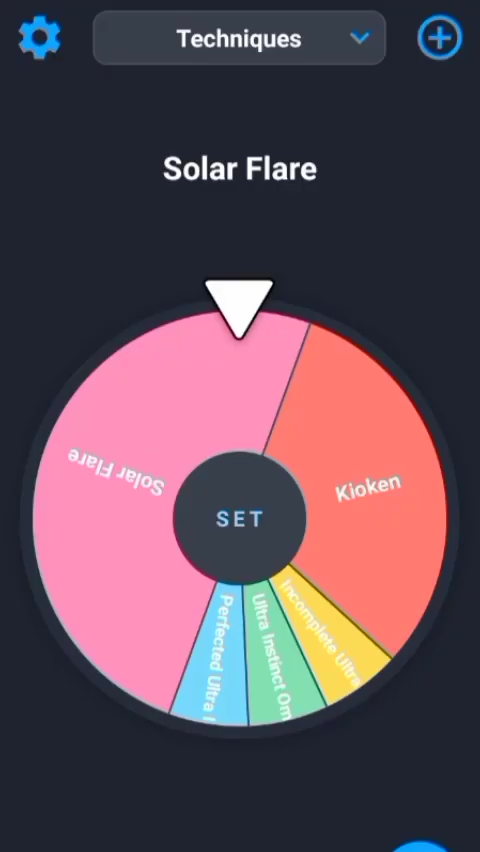 Techniques
Solar Flare
Solar Flare
Kioken
SET
Perfected Ultra I
Ultra Instinct Om
Incomplete Ultra